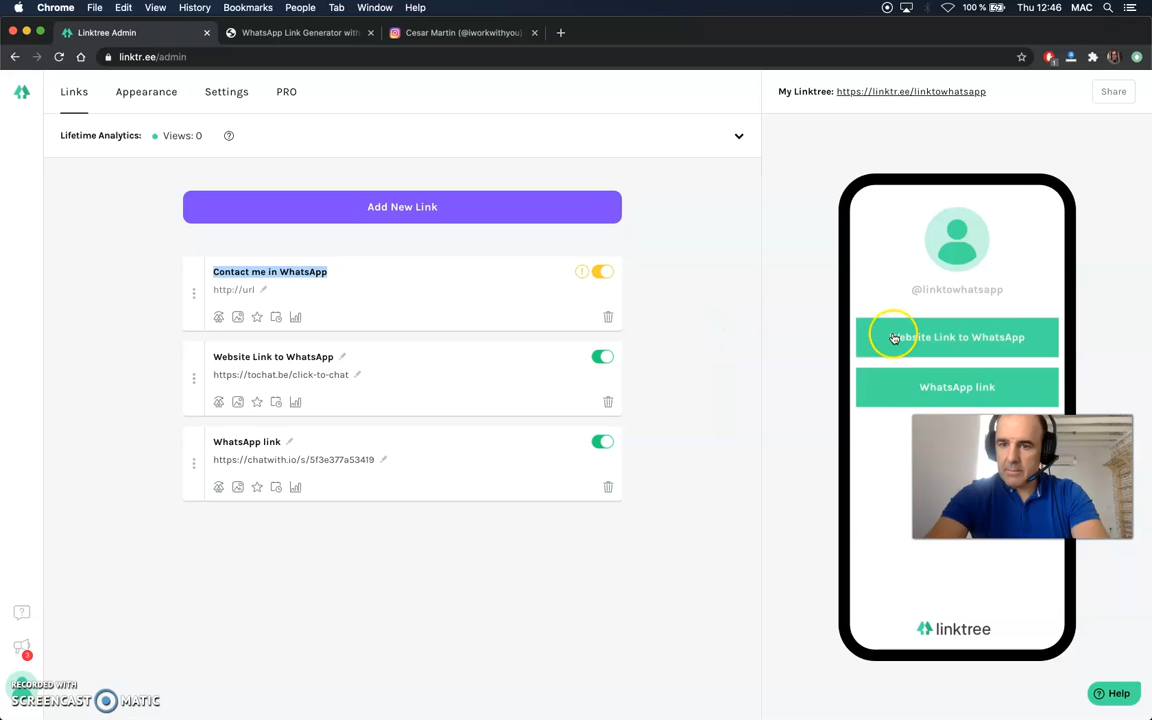 Chrome File Edit View History Bookmarks People Tab Window Help 100 % Thu 12:46 MAC
Linktree Admin WhatsApp Link Generator with Cesar Martin (@iworkwithyou)
linktr.ee/admin
Links Appearance Settings PRO
My Linktree: https://linktr.ee/linktowhatsapp Share
Lifetime Analytics: Views: 0
Add New Link
Contact me in WhatsApp
http://url
Website Link to WhatsApp
https://tochat.be/click-to-chat
WhatsApp link
https://chatwith.io/s/5f3e377a53419
@linktowhatsapp
Website Link to WhatsApp
WhatsApp link
linktree
3
RECORDED WITH
SCREENCAST MATIC
Help